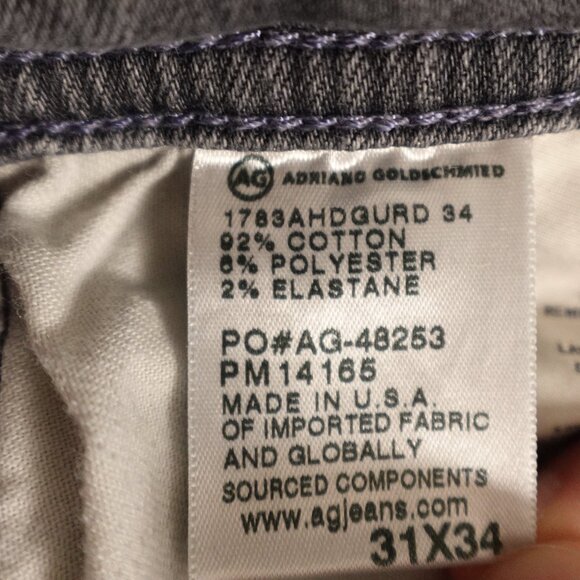 AG ADRIANO GOLDSCHMIED
1783AHDGURD 34
92% COTTON
6% POLYESTER
2% ELASTANE
PO#AG-48253
PM14165
MADE IN U.S.A.
OF IMPORTED FABRIC
AND GLOBALLY
SOURCED COMPONENTS
www.agjeans.com
31X34